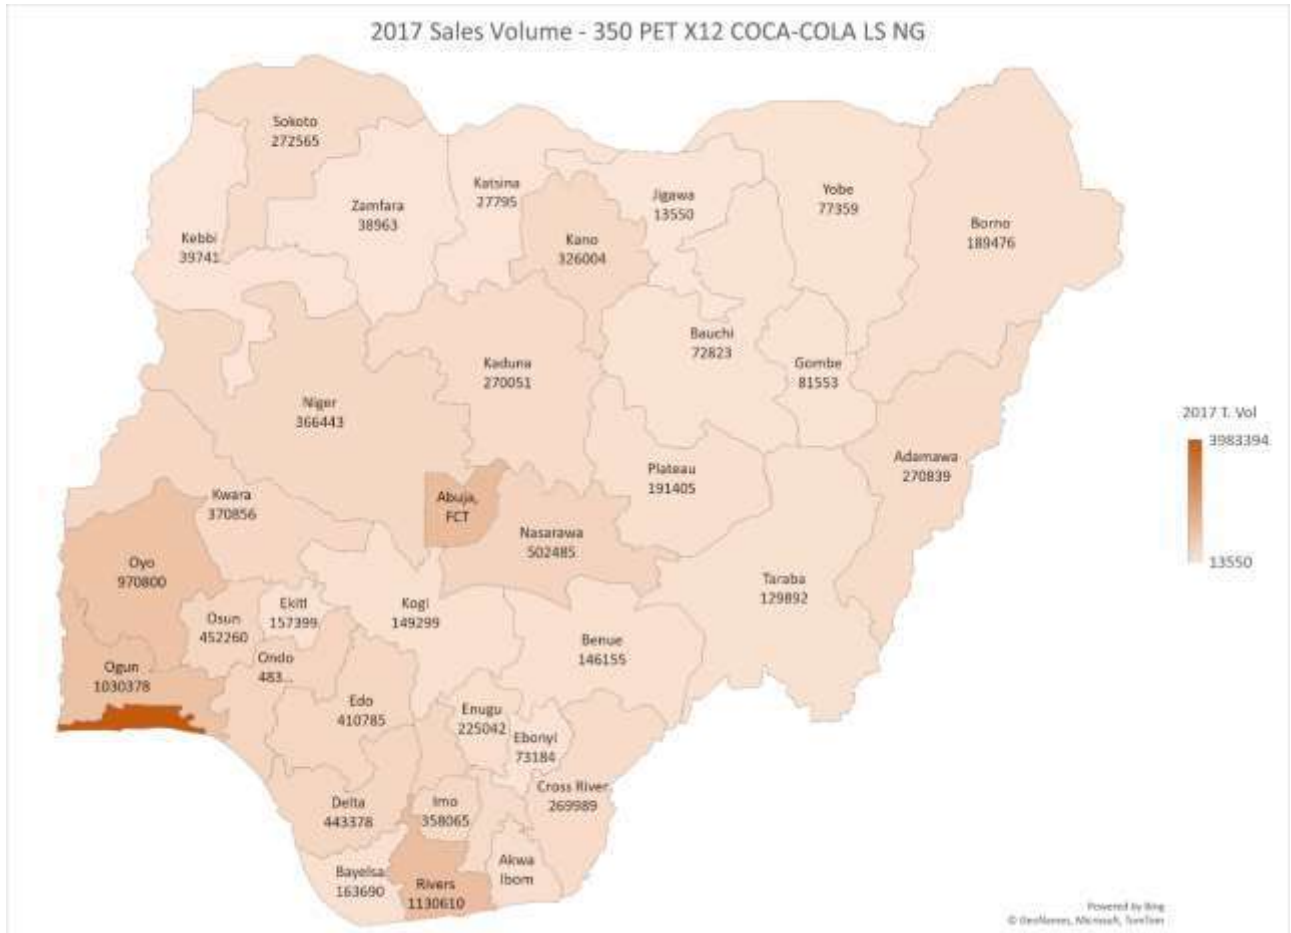 2017 Sales Volume - 350 PET X12 COCA-COLA LS NG
Sokoto
272565
Kebbi
39741
Zamfara
38963
Katsina
27795
Kano
326004
Jigawa
13550
Yobe
77359
Borno
189476
Bauchi
72823
Gombe
81553
Kaduna
270051
Niger
366443
Adamawa
270839
Plateau
191405
Abuja,
FCT
Kwara
370856
Nasarawa
502485
Oyo
970800
Taraba
129892
Osun
452260
Ekiti
157399
Kogi
149299
Benue
146155
Ondo
483...
Ogun
1030378
Edo
410785
Enugu
225042
Ebonyi
73184
Cross River
269989
Delta
443378
Imo
358065
Akwa
Ibom
Bayelsa
163690
Rivers
1130610
2017 T. Vol
3983394
13550
Powered by Bing
© GeoNames, Microsoft, TomTom